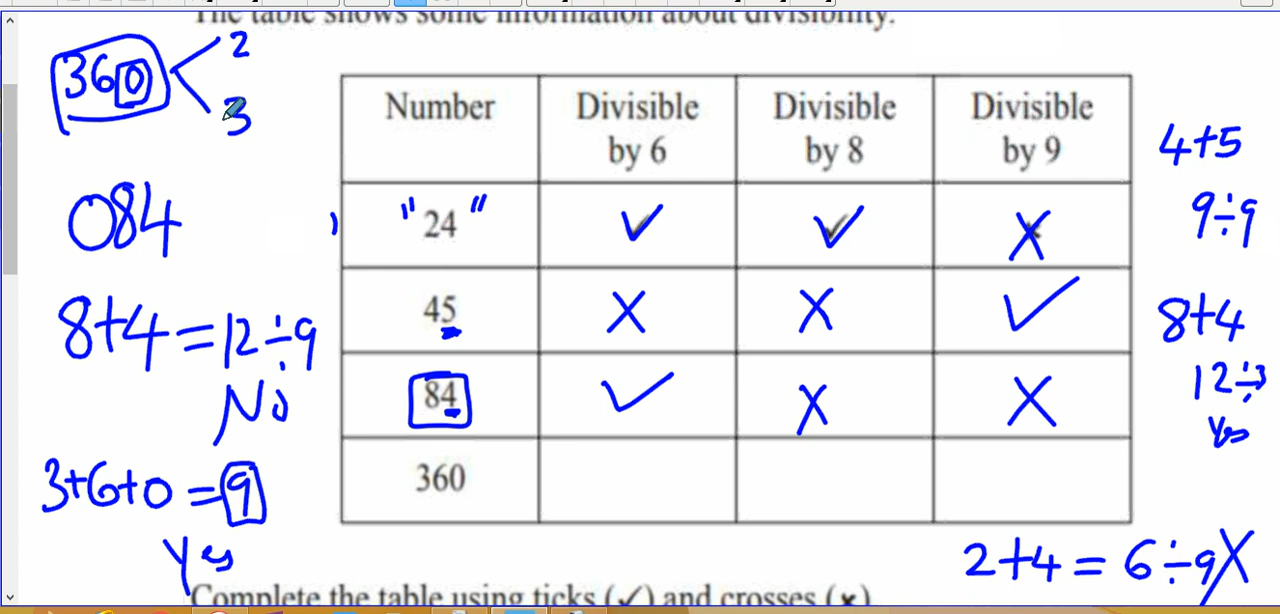 The table shows some information about divisibility.
360 < 2
3
Number Divisible by 6 Divisible by 8 Divisible by 9
4+5
9÷9
084
) "24" ✓ ✓ X
45 X X ✓
8+4=12÷9
No
8+4
12÷3
Yes
84 ✓ X X
360
3+6+0=9
Yes
2+4=6÷9X
Complete the table using ticks (✓) and crosses (×)